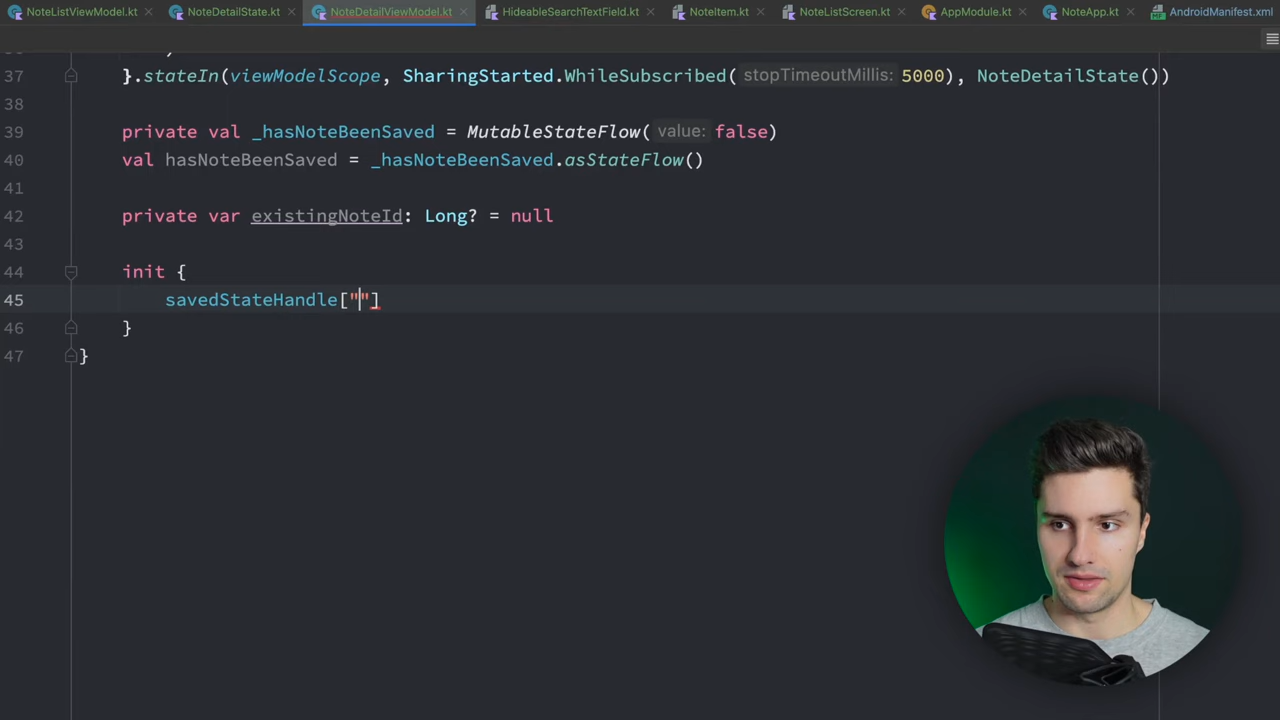 NoteListViewModel.kt NoteDetailState.kt NoteDetailViewModel.kt HideableSearchTextField.kt NoteItem.kt NoteListScreen.kt AppModule.kt NoteApp.kt AndroidManifest.xml
37 }.stateIn(viewModelScope, SharingStarted.WhileSubscribed( stopTimeoutMillis: 5000), NoteDetailState())
38
39 private val _hasNoteBeenSaved = MutableStateFlow( value: false)
40 val hasNoteBeenSaved = _hasNoteBeenSaved.asStateFlow()
41
42 private var existingNoteId: Long? = null
43
44 init {
45 savedStateHandle[""]
46 }
47 }